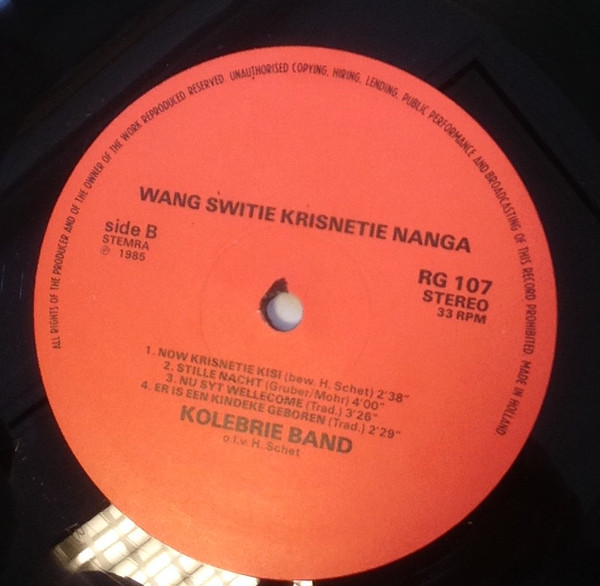 ALL RIGHTS OF THE PRODUCER AND OF THE OWNER OF THE WORK REPRODUCED RESERVED. UNAUTHORISED COPYING, HIRING, LENDING, PUBLIC PERFORMANCE AND BROADCASTING OF THIS RECORD PROHIBITED. MADE IN HOLLAND
WANG SWITIE KRISNETIE NANGA
side B
STEMRA
℗ 1985
RG 107
STEREO
33 RPM
1. NOW KRISNETIE KISI (bew. H. Schet) 2'38"
2. STILLE NACHT (Gruber/Mohr) 4'00"
3. NU SYT WELLECOME (Trad.) 3'26"
4. ER IS EEN KINDEKE GEBOREN (Trad.) 2'29"
KOLEBRIE BAND
o.l.v. H. Schet